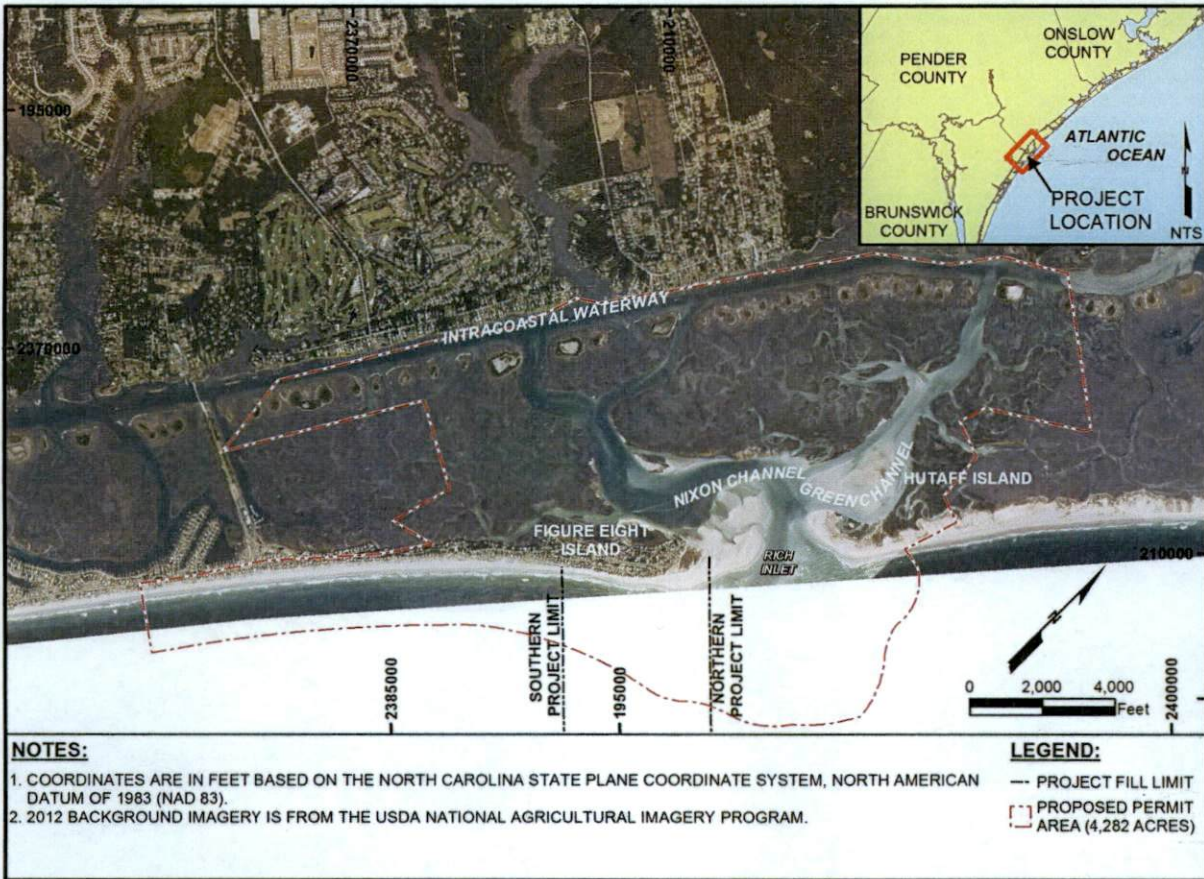 2370000
210000
195000
2370000
PENDER
COUNTY
ONSLOW
COUNTY
ATLANTIC
OCEAN
PROJECT
LOCATION
BRUNSWICK
COUNTY
N
NTS
INTRACOASTAL WATERWAY
NIXON CHANNEL
GREEN CHANNEL
HUTAFF ISLAND
FIGURE EIGHT
ISLAND
RICH
INLET
210000
SOUTHERN
PROJECT LIMIT
NORTHERN
PROJECT LIMIT
2385000
195000
2400000
N
0 2,000 4,000
Feet
NOTES:
1. COORDINATES ARE IN FEET BASED ON THE NORTH CAROLINA STATE PLANE COORDINATE SYSTEM, NORTH AMERICAN
DATUM OF 1983 (NAD 83).
2. 2012 BACKGROUND IMAGERY IS FROM THE USDA NATIONAL AGRICULTURAL IMAGERY PROGRAM.
LEGEND:
PROJECT FILL LIMIT
PROPOSED PERMIT
AREA (4,282 ACRES)